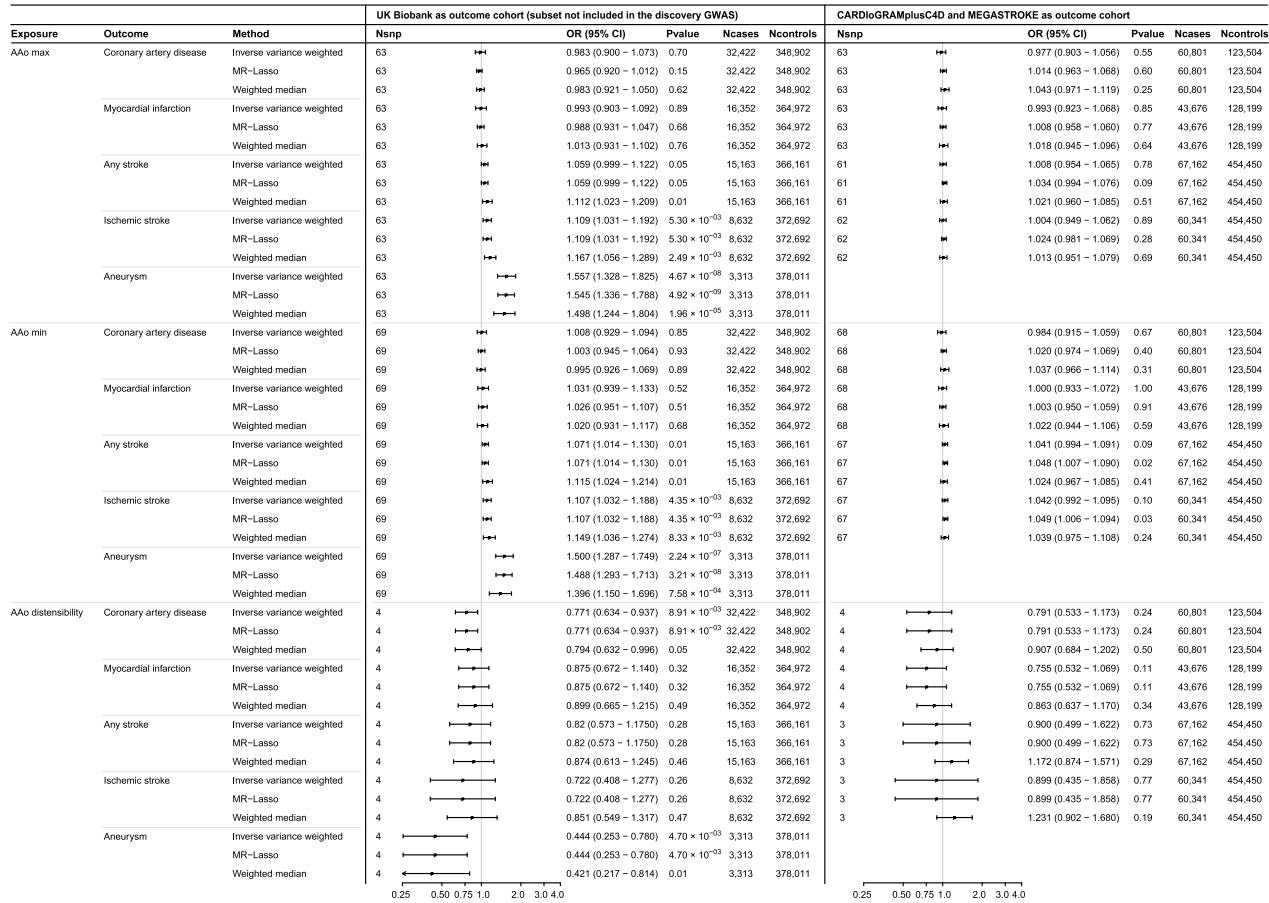 UK Biobank as outcome cohort (subset not included in the discovery GWAS) CARDIoGRAMplusC4D and MEGASTROKE as outcome cohort
Exposure Outcome Method Nsnp OR (95% CI) Pvalue Ncases Ncontrols Nsnp OR (95% CI) Pvalue Ncases Ncontrols
AAo max Coronary artery disease Inverse variance weighted 63 0.983 (0.900 − 1.073) 0.70 32,422 348,902 63 0.977 (0.903 − 1.056) 0.55 60,801 123,504
MR−Lasso 63 0.965 (0.920 − 1.012) 0.15 32,422 348,902 63 1.014 (0.963 − 1.068) 0.60 60,801 123,504
Weighted median 63 0.983 (0.921 − 1.050) 0.62 32,422 348,902 63 1.043 (0.971 − 1.119) 0.25 60,801 123,504
Myocardial infarction Inverse variance weighted 63 0.993 (0.903 − 1.092) 0.89 16,352 364,972 63 0.993 (0.923 − 1.068) 0.85 43,676 128,199
MR−Lasso 63 0.988 (0.931 − 1.047) 0.68 16,352 364,972 63 1.008 (0.958 − 1.060) 0.77 43,676 128,199
Weighted median 63 1.013 (0.931 − 1.102) 0.76 16,352 364,972 63 1.018 (0.945 − 1.096) 0.64 43,676 128,199
Any stroke Inverse variance weighted 63 1.059 (0.999 − 1.122) 0.05 15,163 366,161 61 1.008 (0.954 − 1.065) 0.78 67,162 454,450
MR−Lasso 63 1.059 (0.999 − 1.122) 0.05 15,163 366,161 61 1.034 (0.994 − 1.076) 0.09 67,162 454,450
Weighted median 63 1.112 (1.023 − 1.209) 0.01 15,163 366,161 61 1.021 (0.960 − 1.085) 0.51 67,162 454,450
Ischemic stroke Inverse variance weighted 63 1.109 (1.031 − 1.192) 5.30 × 10⁻⁰³ 8,632 372,692 62 1.004 (0.949 − 1.062) 0.89 60,341 454,450
MR−Lasso 63 1.109 (1.031 − 1.192) 5.30 × 10⁻⁰³ 8,632 372,692 62 1.024 (0.981 − 1.069) 0.28 60,341 454,450
Weighted median 63 1.167 (1.056 − 1.289) 2.49 × 10⁻⁰³ 8,632 372,692 62 1.013 (0.951 − 1.079) 0.69 60,341 454,450
Aneurysm Inverse variance weighted 63 1.557 (1.328 − 1.825) 4.67 × 10⁻⁰⁸ 3,313 378,011
MR−Lasso 63 1.545 (1.336 − 1.788) 4.92 × 10⁻⁰⁹ 3,313 378,011
Weighted median 63 1.498 (1.244 − 1.804) 1.96 × 10⁻⁰⁵ 3,313 378,011
AAo min Coronary artery disease Inverse variance weighted 69 1.008 (0.929 − 1.094) 0.85 32,422 348,902 68 0.984 (0.915 − 1.059) 0.67 60,801 123,504
MR−Lasso 69 1.003 (0.945 − 1.064) 0.93 32,422 348,902 68 1.020 (0.974 − 1.069) 0.40 60,801 123,504
Weighted median 69 0.995 (0.926 − 1.069) 0.89 32,422 348,902 68 1.037 (0.966 − 1.114) 0.31 60,801 123,504
Myocardial infarction Inverse variance weighted 69 1.031 (0.939 − 1.133) 0.52 16,352 364,972 68 1.000 (0.933 − 1.072) 1.00 43,676 128,199
MR−Lasso 69 1.026 (0.951 − 1.107) 0.51 16,352 364,972 68 1.003 (0.950 − 1.059) 0.91 43,676 128,199
Weighted median 69 1.020 (0.931 − 1.117) 0.68 16,352 364,972 68 1.022 (0.944 − 1.106) 0.59 43,676 128,199
Any stroke Inverse variance weighted 69 1.071 (1.014 − 1.130) 0.01 15,163 366,161 67 1.041 (0.994 − 1.091) 0.09 67,162 454,450
MR−Lasso 69 1.071 (1.014 − 1.130) 0.01 15,163 366,161 67 1.048 (1.007 − 1.090) 0.02 67,162 454,450
Weighted median 69 1.115 (1.024 − 1.214) 0.01 15,163 366,161 67 1.024 (0.967 − 1.085) 0.41 67,162 454,450
Ischemic stroke Inverse variance weighted 69 1.107 (1.032 − 1.188) 4.35 × 10⁻⁰³ 8,632 372,692 67 1.042 (0.992 − 1.095) 0.10 60,341 454,450
MR−Lasso 69 1.107 (1.032 − 1.188) 4.35 × 10⁻⁰³ 8,632 372,692 67 1.049 (1.006 − 1.094) 0.03 60,341 454,450
Weighted median 69 1.149 (1.036 − 1.274) 8.33 × 10⁻⁰³ 8,632 372,692 67 1.039 (0.975 − 1.108) 0.24 60,341 454,450
Aneurysm Inverse variance weighted 69 1.500 (1.287 − 1.749) 2.24 × 10⁻⁰⁷ 3,313 378,011
MR−Lasso 69 1.488 (1.293 − 1.713) 3.21 × 10⁻⁰⁸ 3,313 378,011
Weighted median 69 1.396 (1.150 − 1.696) 7.58 × 10⁻⁰⁴ 3,313 378,011
AAo distensibility Coronary artery disease Inverse variance weighted 4 0.771 (0.634 − 0.937) 8.91 × 10⁻⁰³ 32,422 348,902 4 0.791 (0.533 − 1.173) 0.24 60,801 123,504
MR−Lasso 4 0.771 (0.634 − 0.937) 8.91 × 10⁻⁰³ 32,422 348,902 4 0.791 (0.533 − 1.173) 0.24 60,801 123,504
Weighted median 4 0.794 (0.632 − 0.996) 0.05 32,422 348,902 4 0.907 (0.684 − 1.202) 0.50 60,801 123,504
Myocardial infarction Inverse variance weighted 4 0.875 (0.672 − 1.140) 0.32 16,352 364,972 4 0.755 (0.532 − 1.069) 0.11 43,676 128,199
MR−Lasso 4 0.875 (0.672 − 1.140) 0.32 16,352 364,972 4 0.755 (0.532 − 1.069) 0.11 43,676 128,199
Weighted median 4 0.899 (0.665 − 1.215) 0.49 16,352 364,972 4 0.863 (0.637 − 1.170) 0.34 43,676 128,199
Any stroke Inverse variance weighted 4 0.82 (0.573 − 1.1750) 0.28 15,163 366,161 3 0.900 (0.499 − 1.622) 0.73 67,162 454,450
MR−Lasso 4 0.82 (0.573 − 1.1750) 0.28 15,163 366,161 3 0.900 (0.499 − 1.622) 0.73 67,162 454,450
Weighted median 4 0.874 (0.613 − 1.245) 0.46 15,163 366,161 3 1.172 (0.874 − 1.571) 0.29 67,162 454,450
Ischemic stroke Inverse variance weighted 4 0.722 (0.408 − 1.277) 0.26 8,632 372,692 3 0.899 (0.435 − 1.858) 0.77 60,341 454,450
MR−Lasso 4 0.722 (0.408 − 1.277) 0.26 8,632 372,692 3 0.899 (0.435 − 1.858) 0.77 60,341 454,450
Weighted median 4 0.851 (0.549 − 1.317) 0.47 8,632 372,692 3 1.231 (0.902 − 1.680) 0.19 60,341 454,450
Aneurysm Inverse variance weighted 4 0.444 (0.253 − 0.780) 4.70 × 10⁻⁰³ 3,313 378,011
MR−Lasso 4 0.444 (0.253 − 0.780) 4.70 × 10⁻⁰³ 3,313 378,011
Weighted median 4 0.421 (0.217 − 0.814) 0.01 3,313 378,011
0.25 0.50 0.75 1.0 2.0 3.0 4.0 0.25 0.50 0.75 1.0 2.0 3.0 4.0